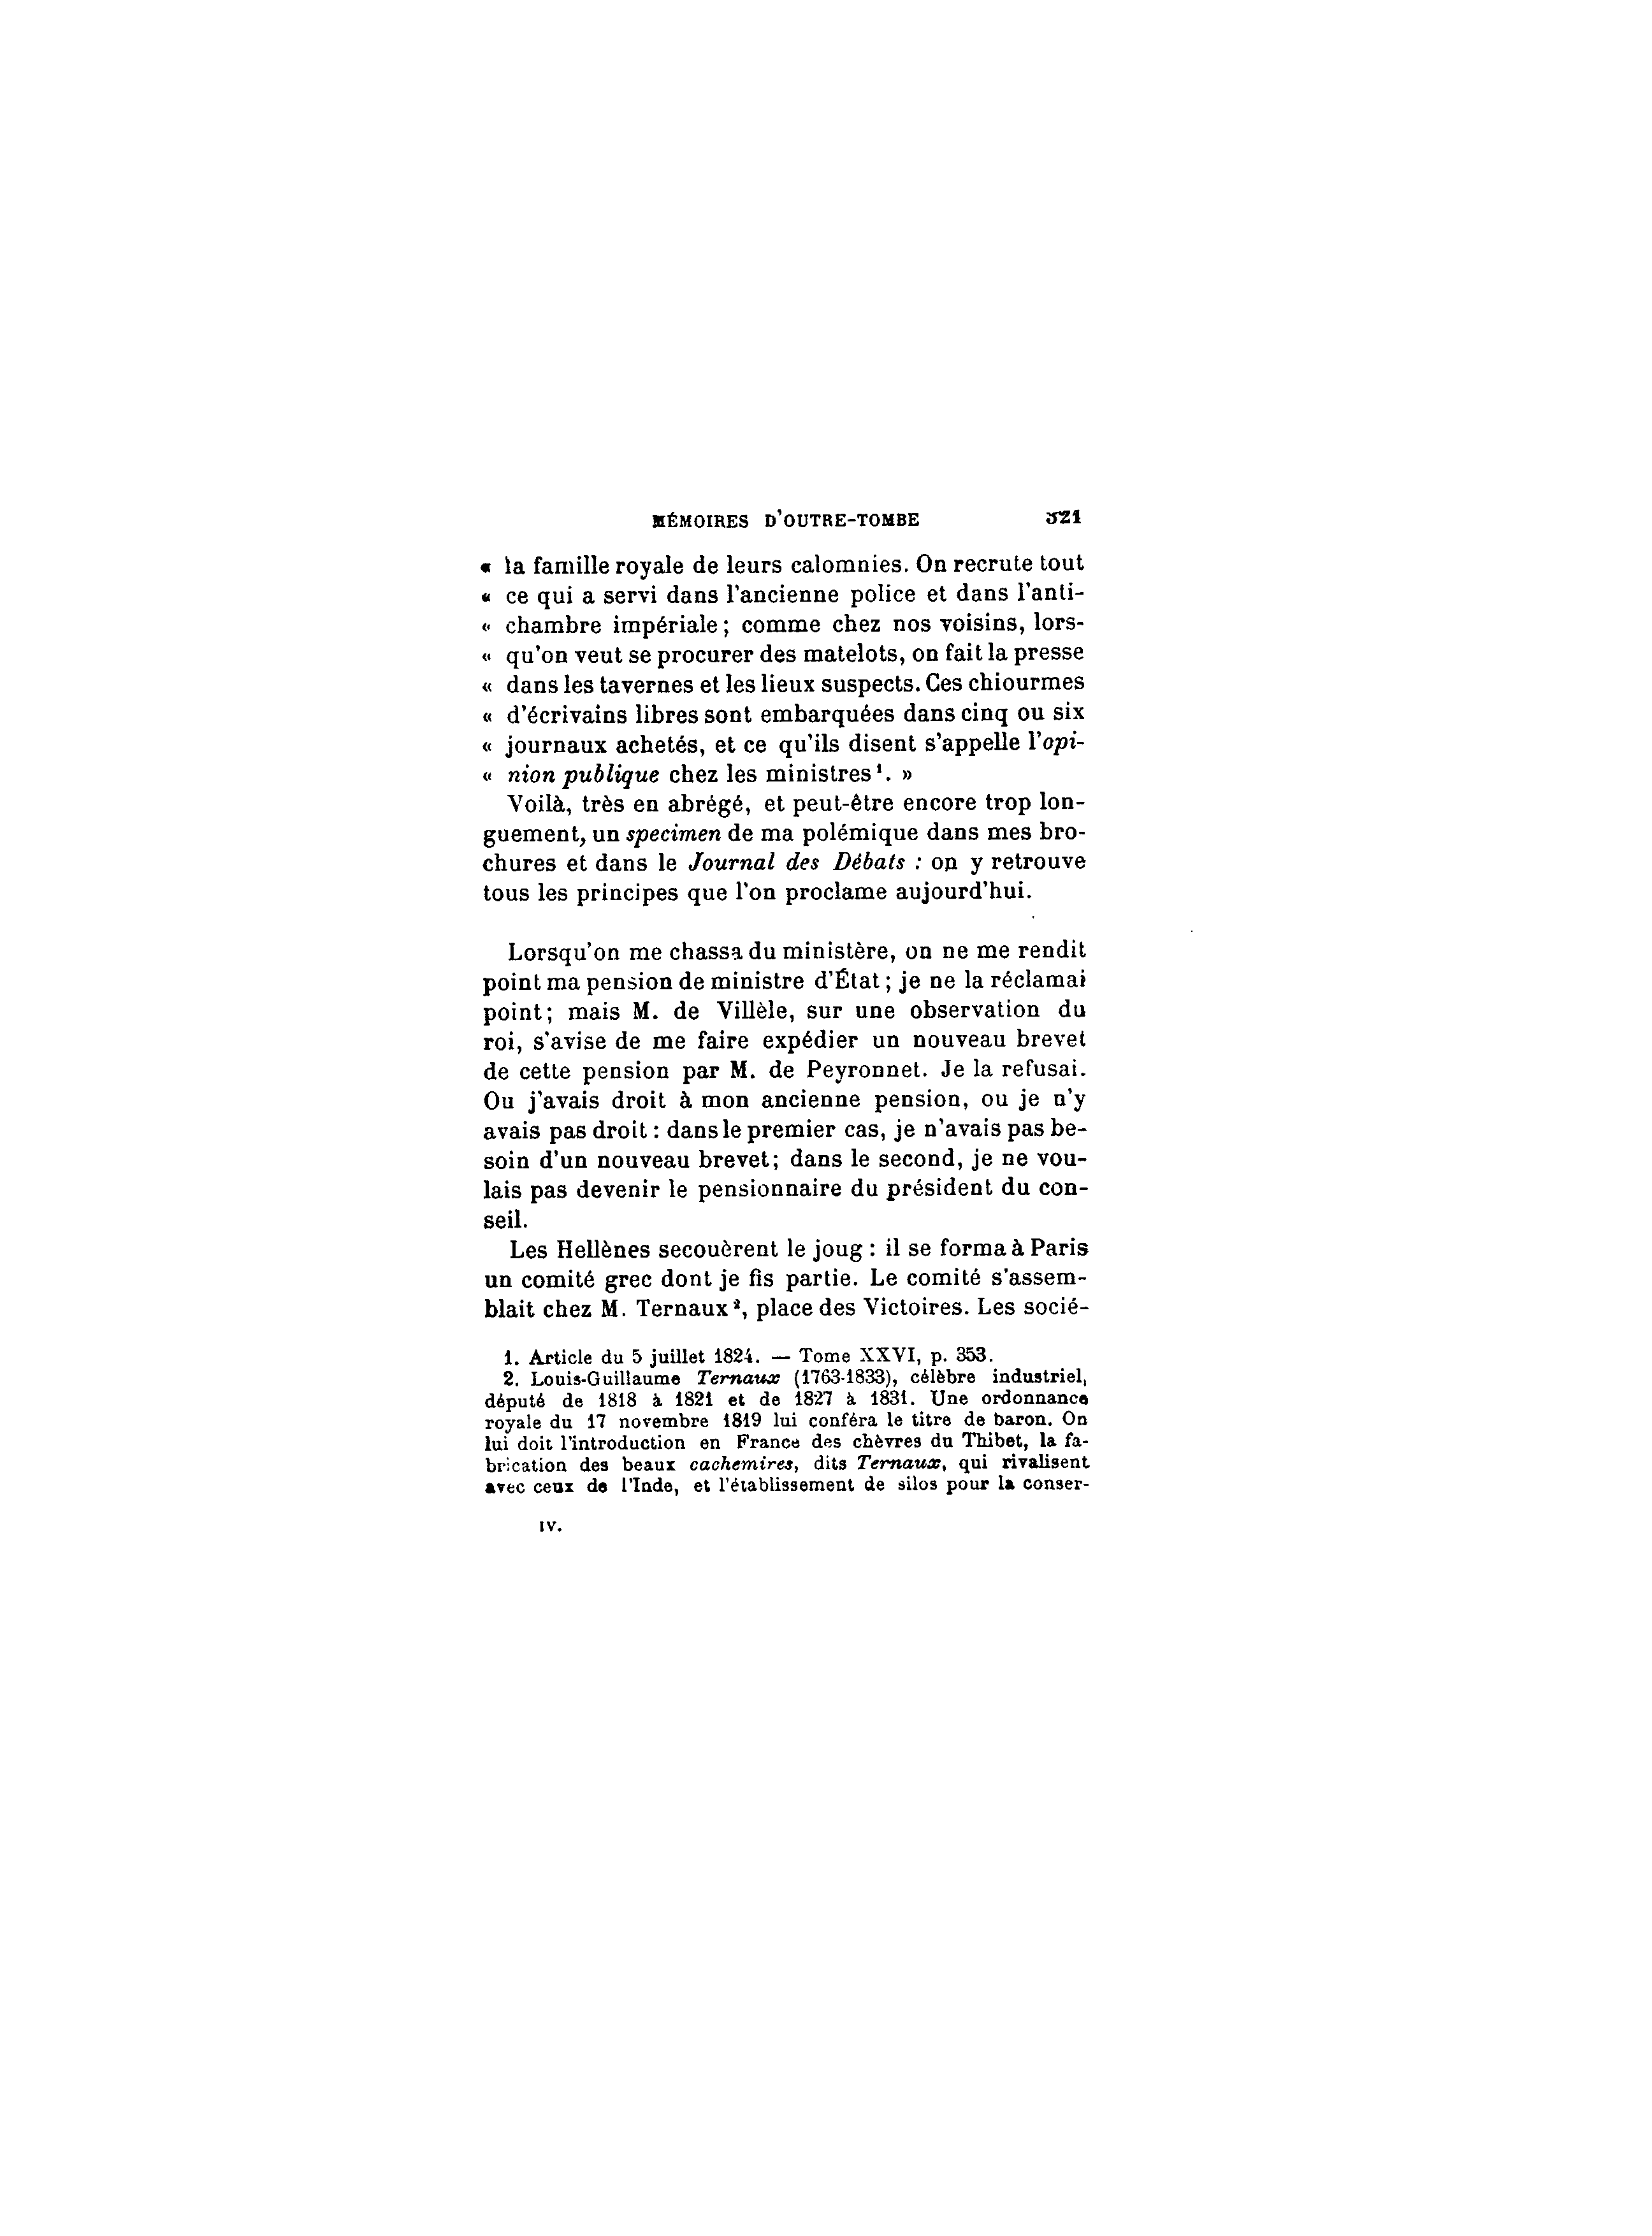 MÉMOIRES D'OUTRE-TOMBE 321
« la famille royale de leurs calomnies. On recrute tout
« ce qui a servi dans l'ancienne police et dans l'anti-
« chambre impériale ; comme chez nos voisins, lors-
« qu'on veut se procurer des matelots, on fait la presse
« dans les tavernes et les lieux suspects. Ces chiourmes
« d'écrivains libres sont embarquées dans cinq ou six
« journaux achetés, et ce qu'ils disent s'appelle l'opi-
« nion publique chez les ministres¹. »
Voilà, très en abrégé, et peut-être encore trop lon-
guement, un specimen de ma polémique dans mes bro-
chures et dans le Journal des Débats : on y retrouve
tous les principes que l'on proclame aujourd'hui.
Lorsqu'on me chassa du ministère, on ne me rendit
point ma pension de ministre d'État ; je ne la réclamai
point ; mais M. de Villèle, sur une observation du
roi, s'avise de me faire expédier un nouveau brevet
de cette pension par M. de Peyronnet. Je la refusai.
Ou j'avais droit à mon ancienne pension, ou je n'y
avais pas droit : dans le premier cas, je n'avais pas be-
soin d'un nouveau brevet ; dans le second, je ne vou-
lais pas devenir le pensionnaire du président du con-
seil.
Les Hellènes secouèrent le joug : il se forma à Paris
un comité grec dont je fis partie. Le comité s'assem-
blait chez M. Ternaux², place des Victoires. Les socié-
1. Article du 5 juillet 1824. — Tome XXVI, p. 353.
2. Louis-Guillaume Ternaux (1763-1833), célèbre industriel,
député de 1818 à 1821 et de 1827 à 1831. Une ordonnance
royale du 17 novembre 1819 lui conféra le titre de baron. On
lui doit l'introduction en France des chèvres du Thibet, la fa-
brication des beaux cachemires, dits Ternaux, qui rivalisent
avec ceux de l'Inde, et l'établissement de silos pour la conser-
IV.